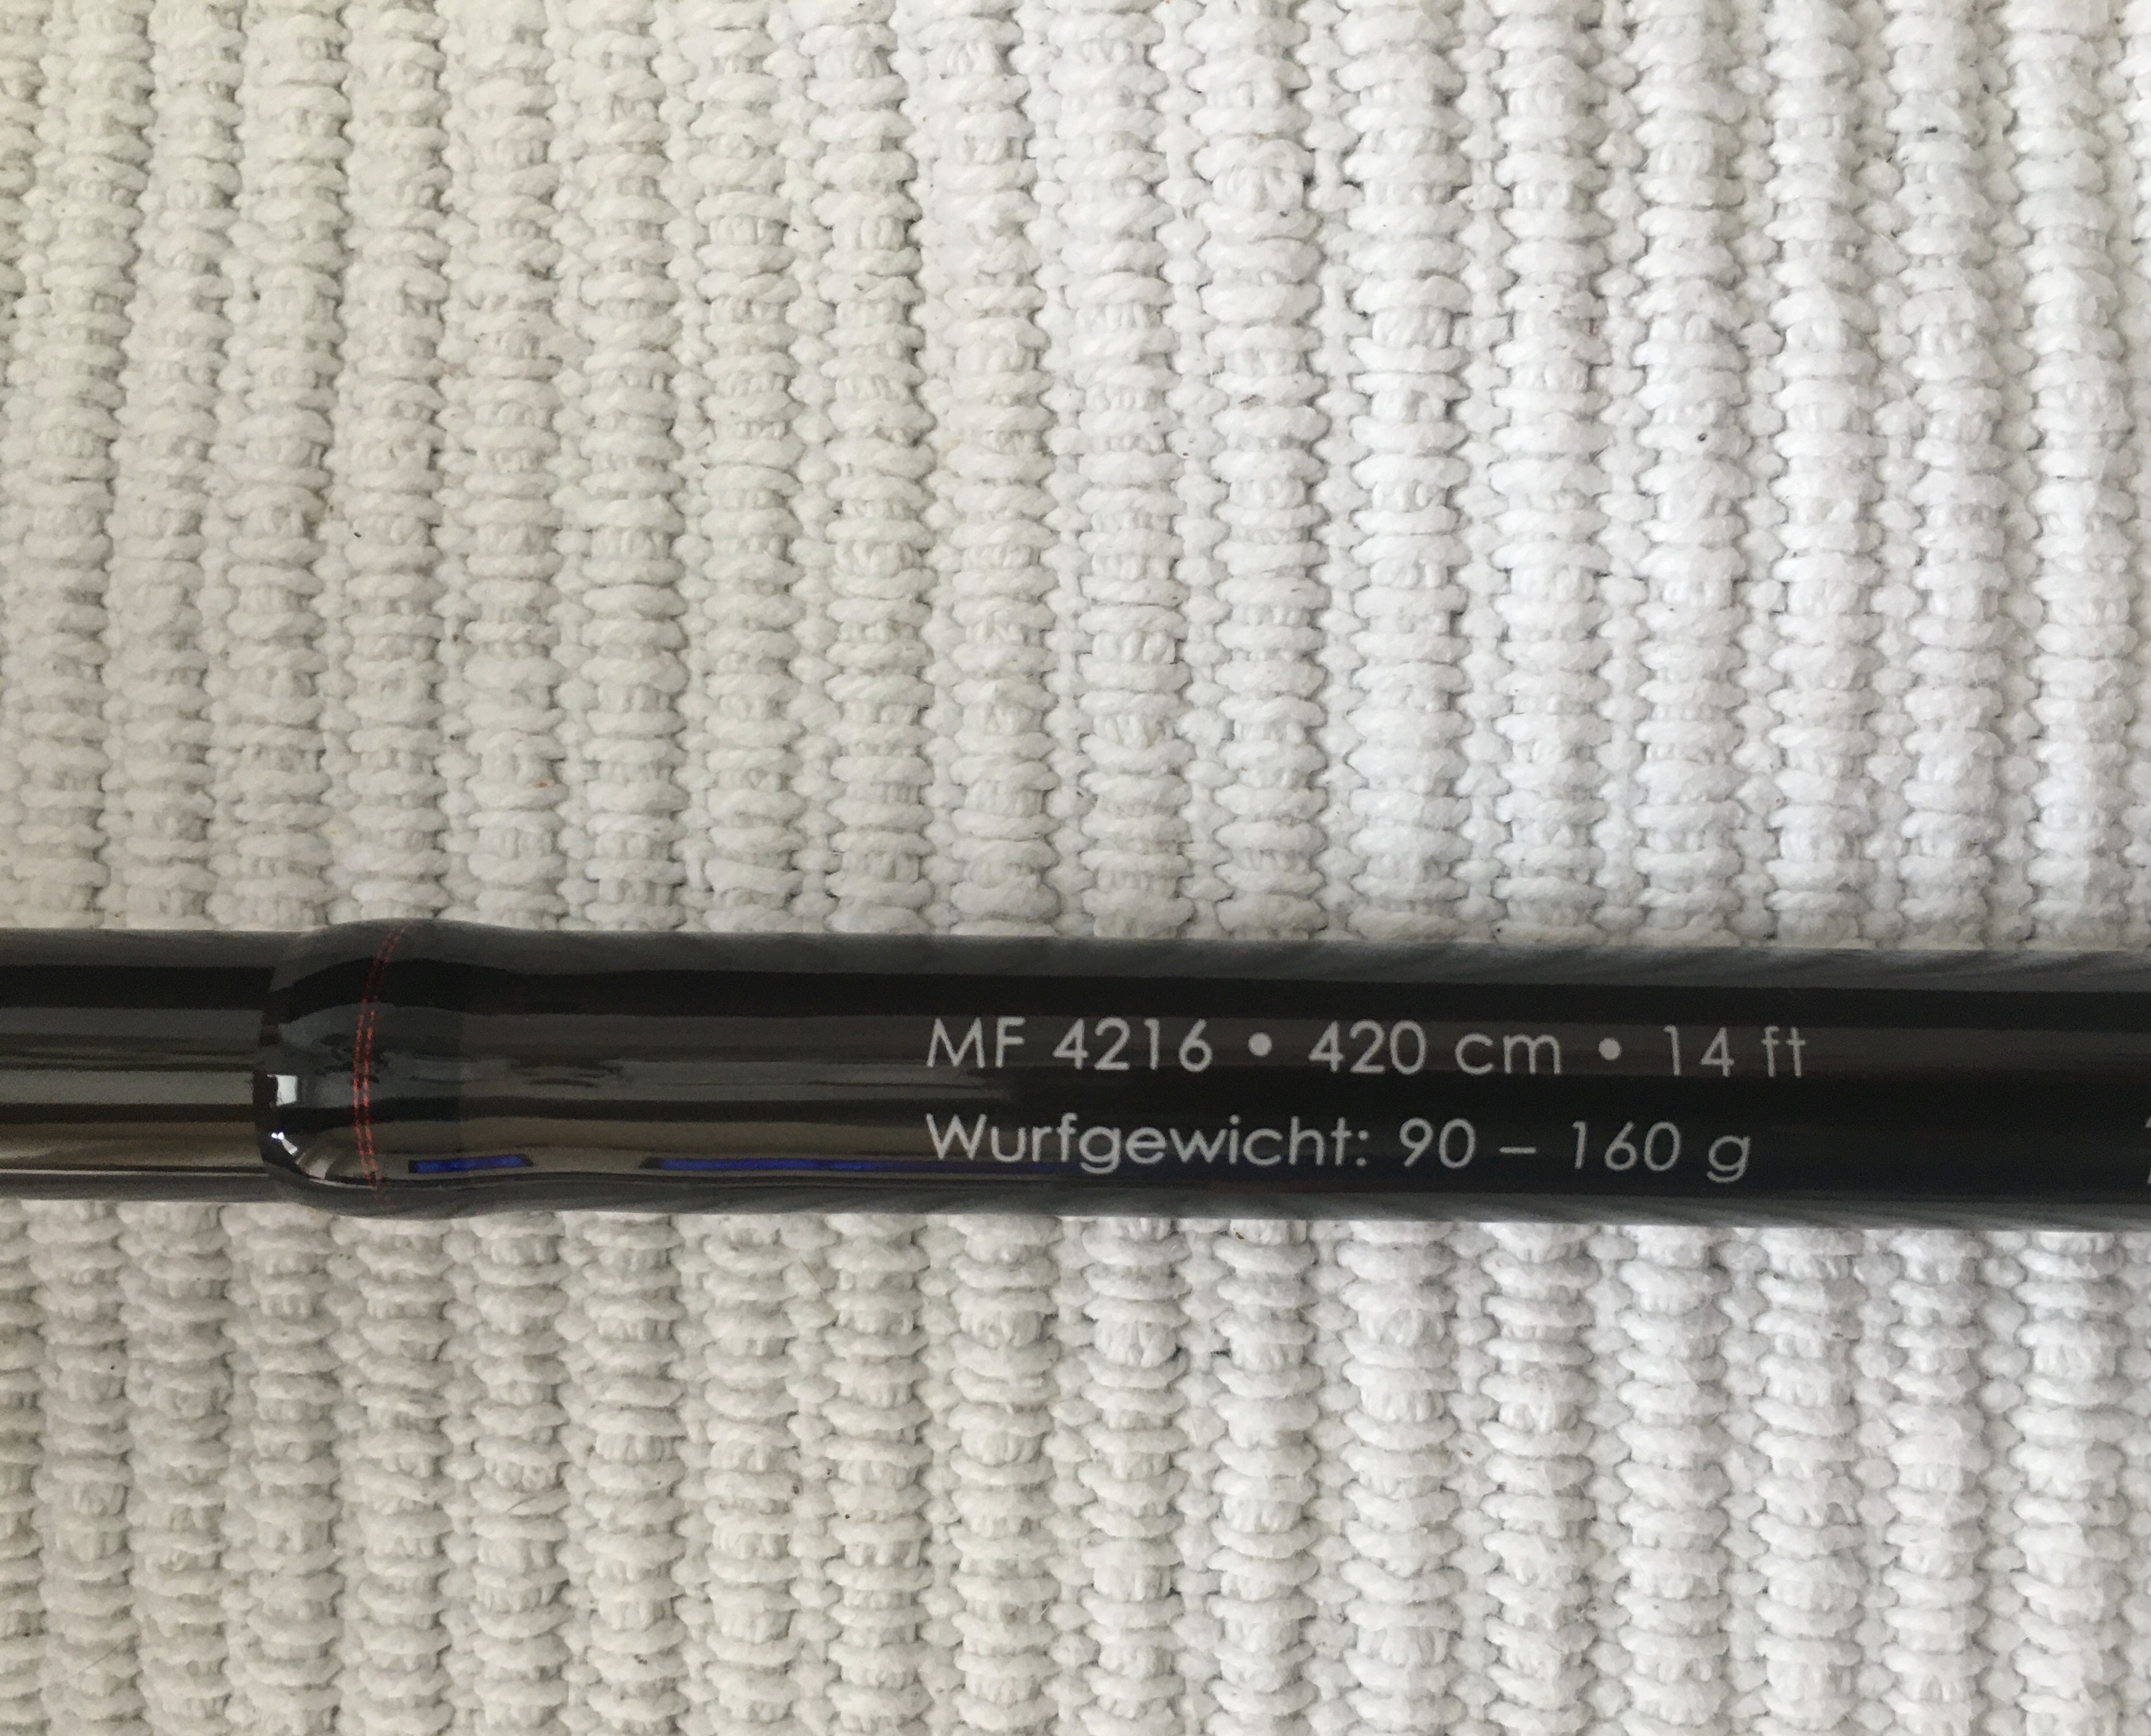 MF 4216 • 420 cm • 14 ft
Wurfgewicht: 90 – 160 g